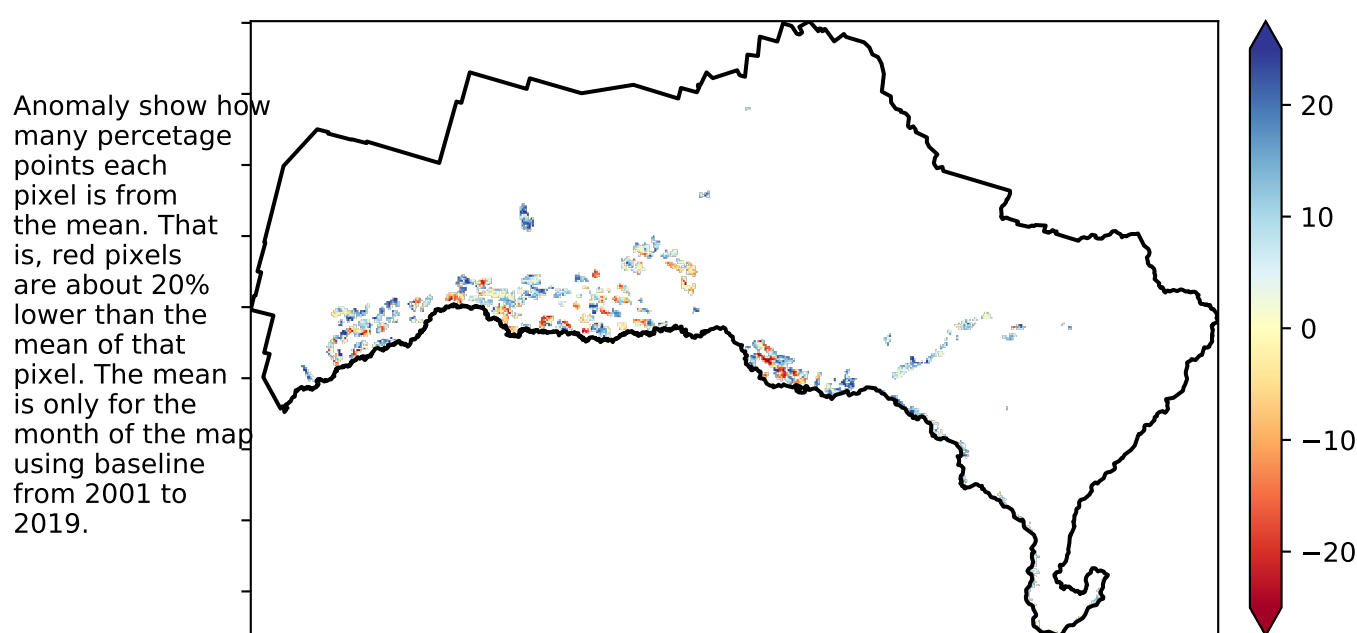 Anomaly show how
many percetage
points each
pixel is from
the mean. That
is, red pixels
are about 20%
lower than the
mean of that
pixel. The mean
is only for the
month of the map
using baseline
from 2001 to
2019.
20
10
0
−10
−20